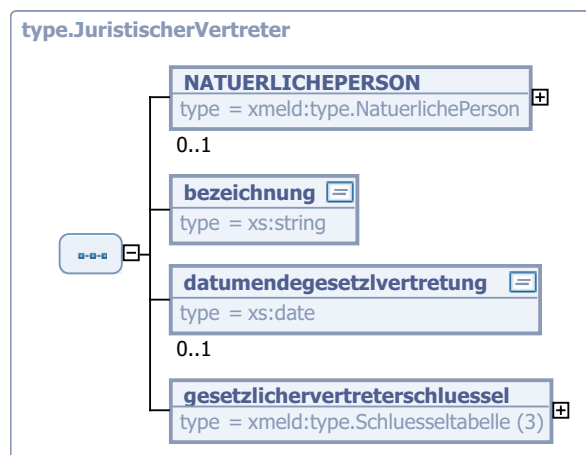 type.JuristischerVertreter
NATUERLICHEPERSON
type = xmeld:type.NatuerlichePerson
0..1
bezeichnung
type = xs:string
datumendegesetzlvertretung
type = xs:date
0..1
gesetzlichervertreterschluessel
type = xmeld:type.Schluesseltabelle (3)